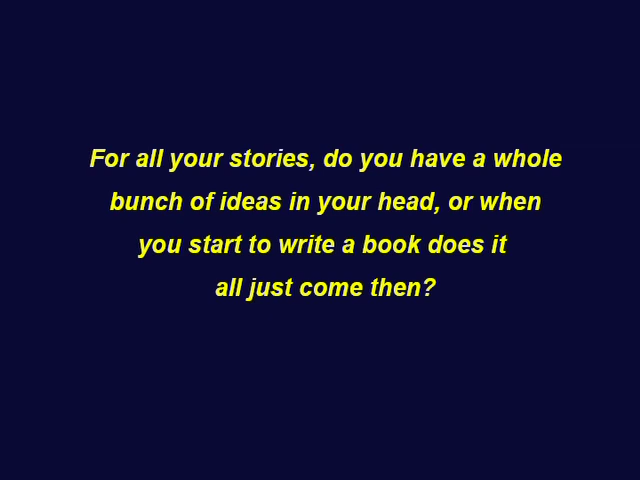 For all your stories, do you have a whole
bunch of ideas in your head, or when
you start to write a book does it
all just come then?